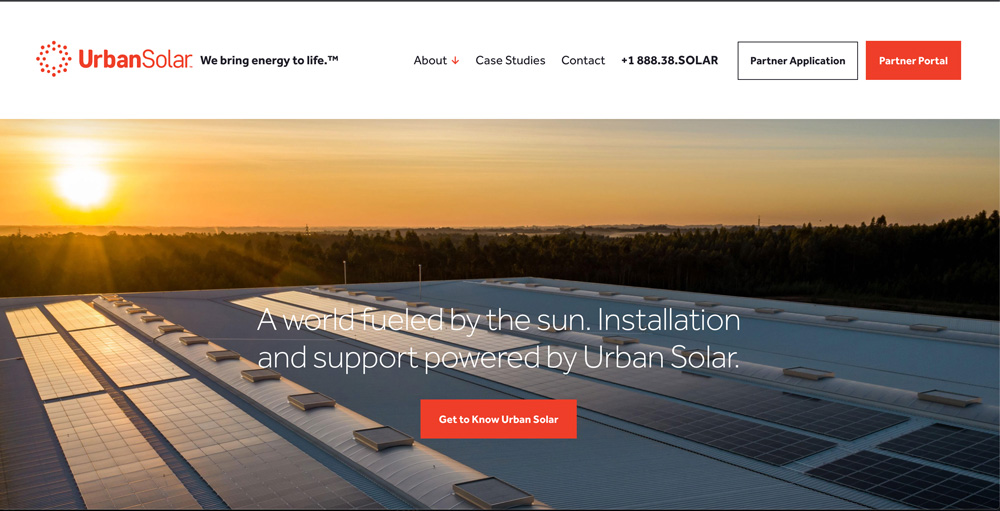 UrbanSolar We bring energy to life.™
About Case Studies Contact +1 888.38.SOLAR Partner Application Partner Portal
A world fueled by the sun. Installation
and support powered by Urban Solar.
Get to Know Urban Solar